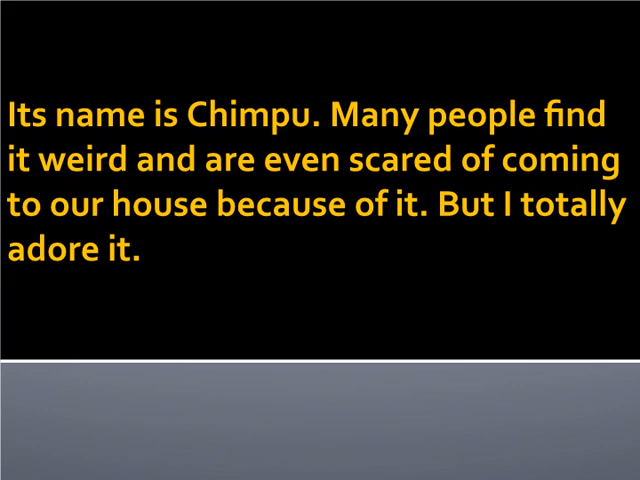 Its name is Chimpu. Many people find
it weird and are even scared of coming
to our house because of it. But I totally
adore it.